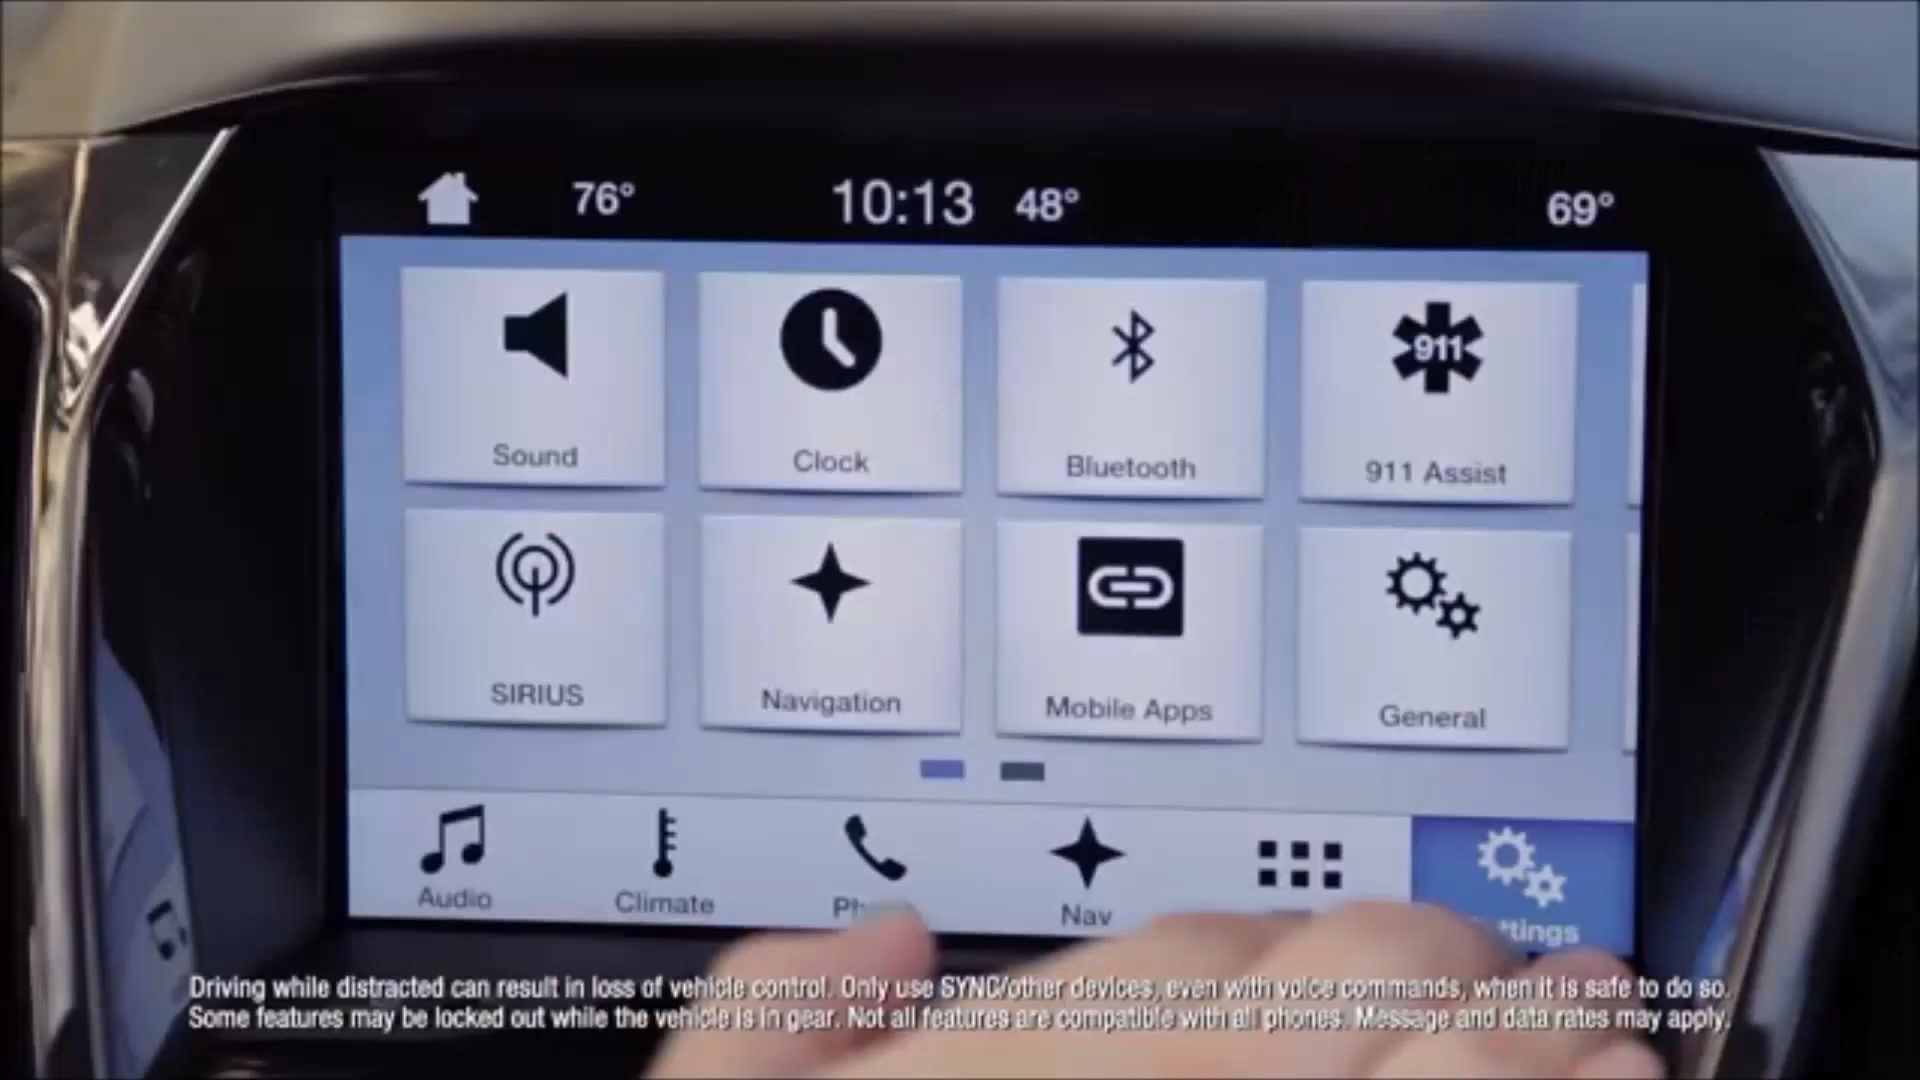 76° 10:13 48° 69°
Sound Clock Bluetooth 911 911 Assist
SIRIUS Navigation Mobile Apps General
Audio Climate Nav
Driving while distracted can result in loss of vehicle control. Only use SYNC/other devices, even with voice commands, when it is safe to do so.
Some features may be locked out while the vehicle is in gear. Not all features are compatible with all phones. Message and data rates may apply.